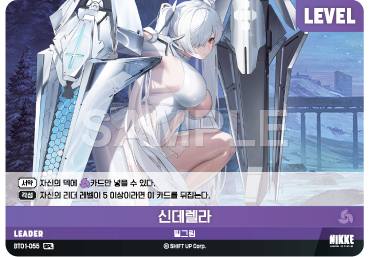 LEVEL
SAMPLE
서약 자신의 덱에 카드만 넣을 수 있다.
각성 자신의 리더 레벨이 5 이상이라면 이 카드를 뒤집는다.
신데렐라
LEADER
필그림
BT01-055
ⓒ SHIFT UP Corp.
NIKKE